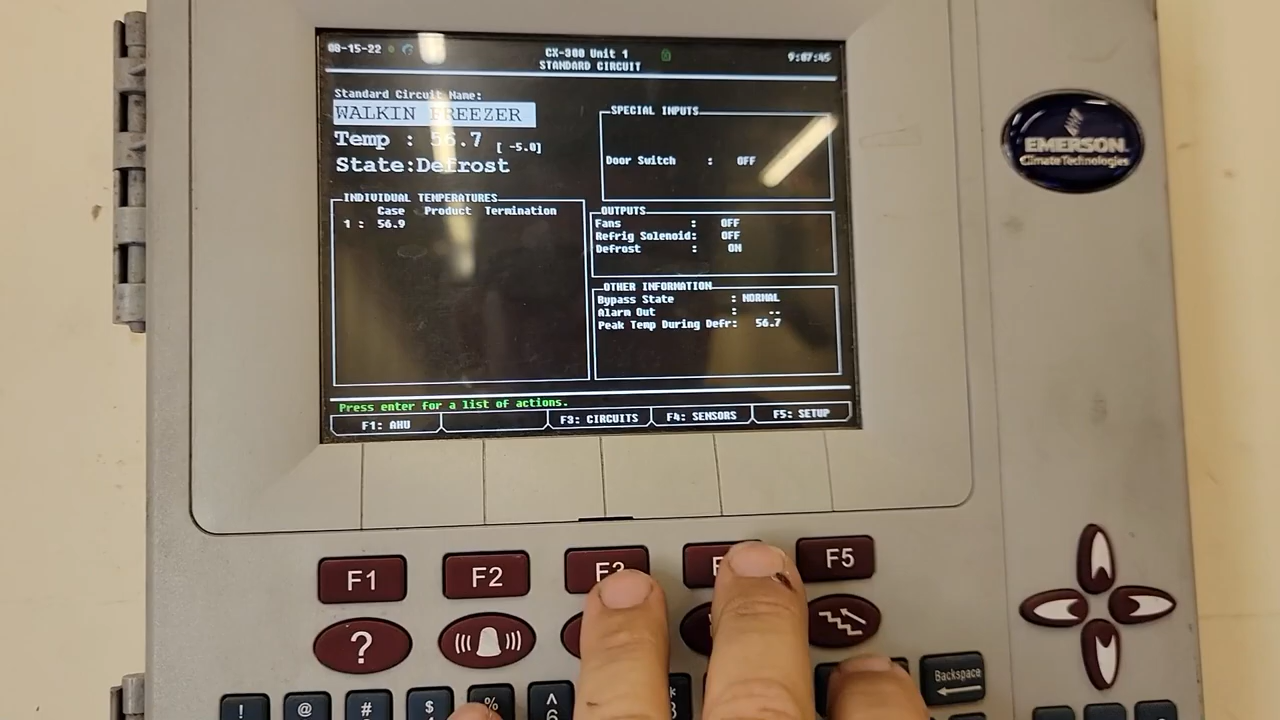 08-15-22
CX-300 Unit 1
9:07:45
STANDARD CIRCUIT
Standard Circuit Name:
WALKIN FREEZER
Temp : 56.7 [ -5.0]
State:Defrost
INDIVIDUAL TEMPERATURES
Case Product Termination
1 : 56.9
SPECIAL INPUTS
Door Switch : OFF
OUTPUTS
Fans : OFF
Refrig Solenoid: OFF
Defrost : ON
OTHER INFORMATION
Bypass State : NORMAL
Alarm Out : --
Peak Temp During Defr: 56.7
Press enter for a list of actions.
F1: AHU
F3: CIRCUITS
F4: SENSORS
F5: SETUP
EMERSON
Climate Technologies
F1
F2
F3
F5
?
Backspace
!
@
#
$
%
^
6